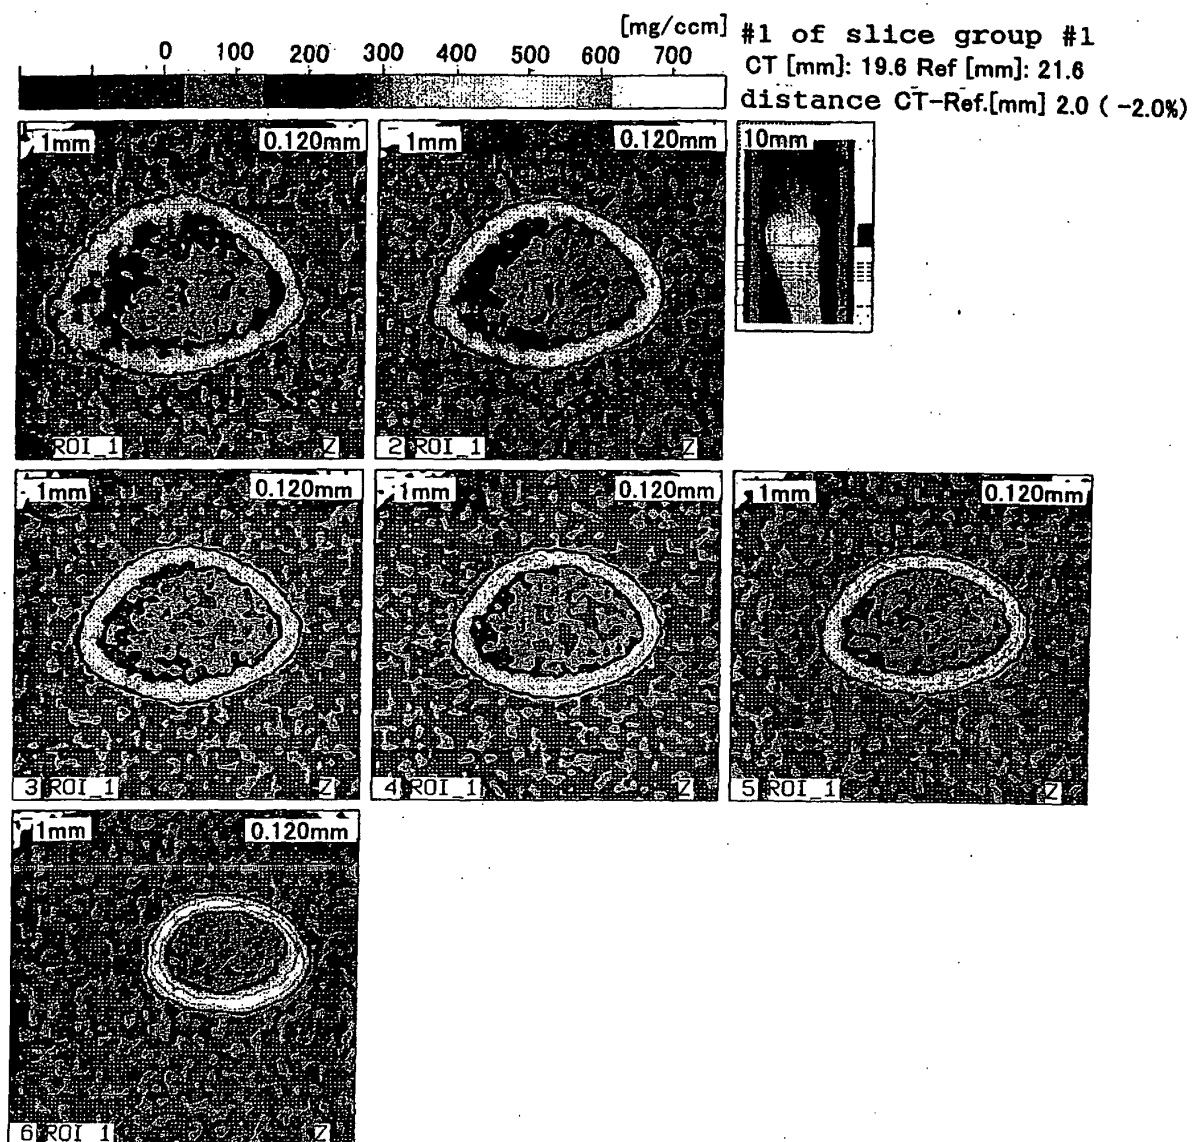 [mg/ccm]
0 100 200 300 400 500 600 700
#1 of slice group #1
CT [mm]: 19.6 Ref [mm]: 21.6
distance CT-Ref.[mm] 2.0 ( -2.0%)
1mm 0.120mm
ROI_1 Z
1mm 0.120mm
2 ROI_1 Z
10mm
1mm 0.120mm
3 ROI_1 Z
1mm 0.120mm
4 ROI_1 Z
1mm 0.120mm
5 ROI_1 Z
1mm 0.120mm
6 ROI_1 Z